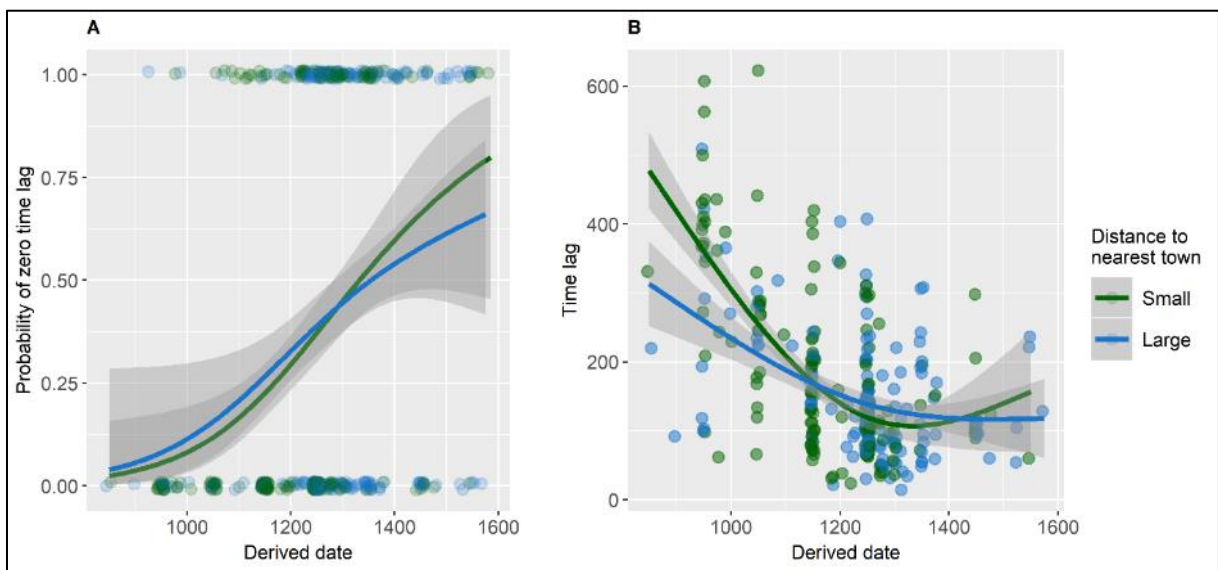 A
Probability of zero time lag
1.00
0.75
0.50
0.25
0.00
1000 1200 1400 1600
Derived date
B
Time lag
600
400
200
0
1000 1200 1400 1600
Derived date
Distance to
nearest town
Small
Large